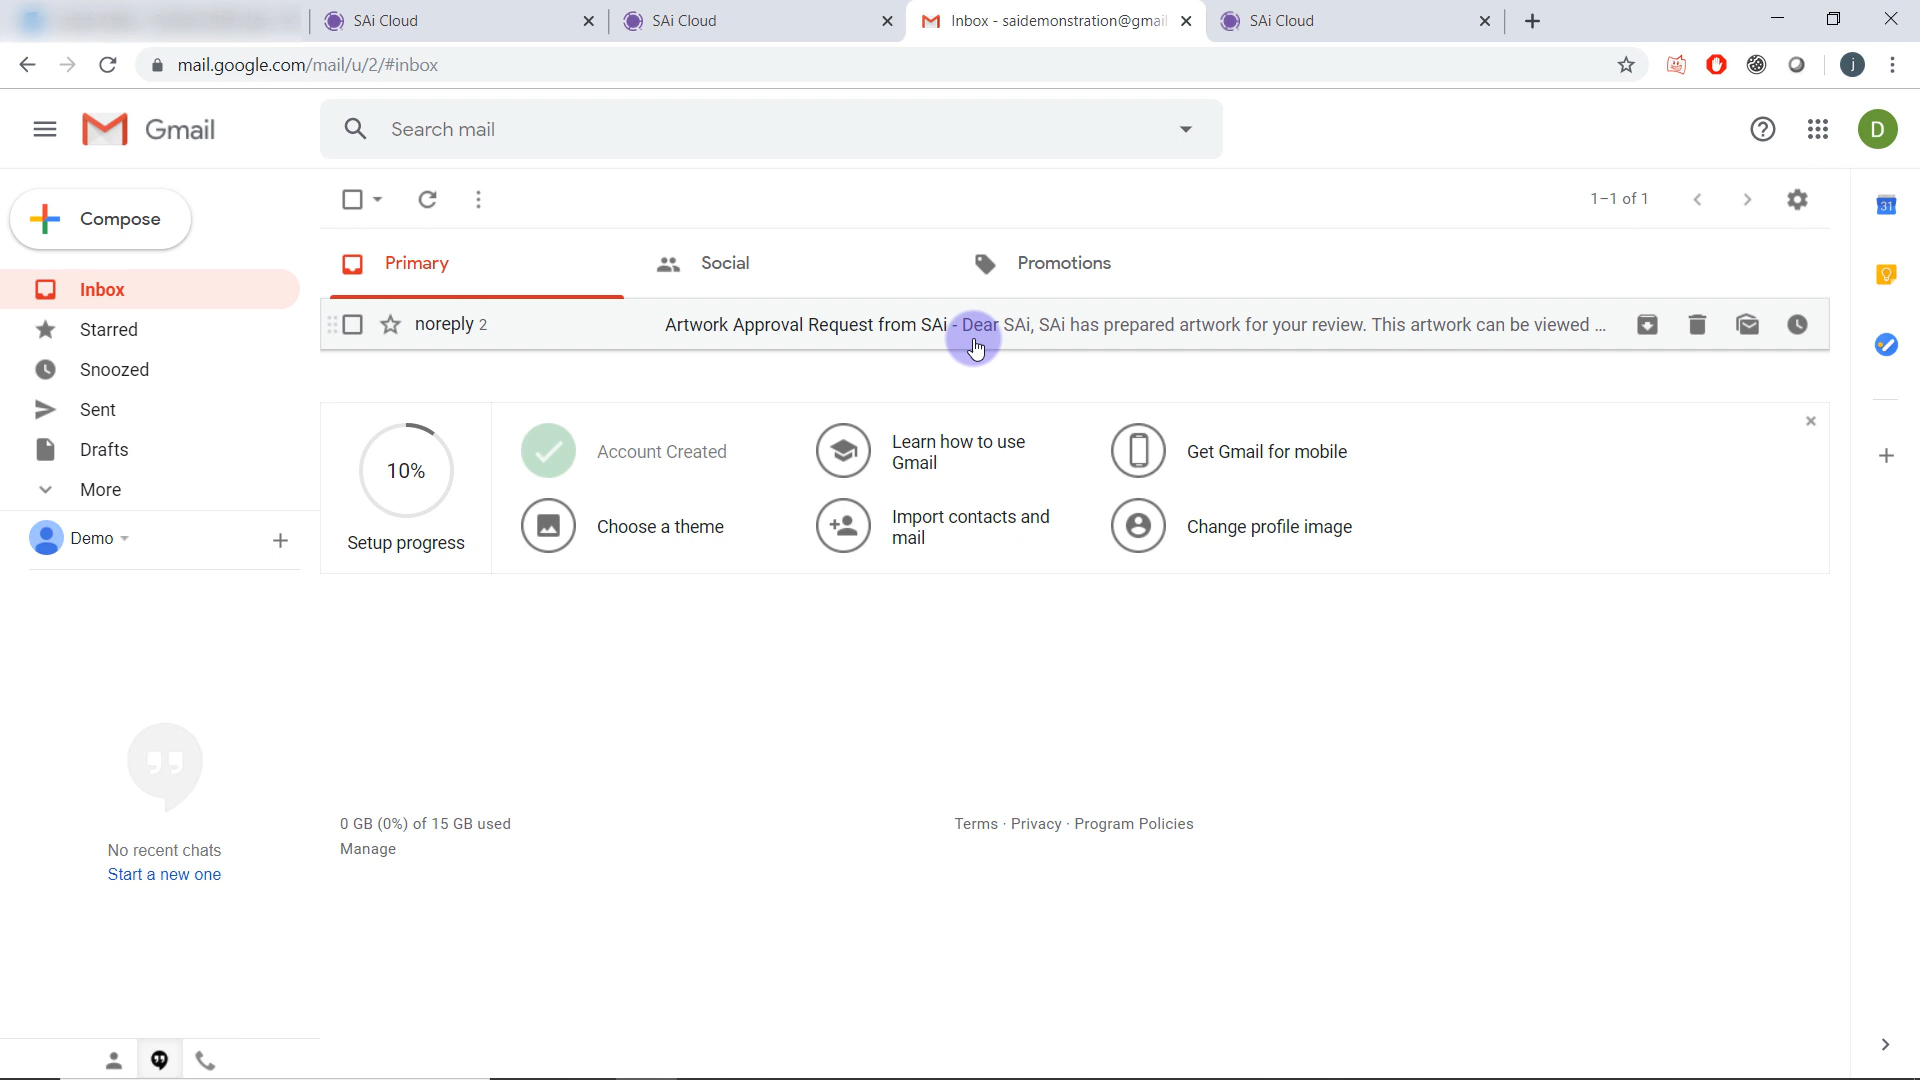 SAi Cloud
SAi Cloud
Inbox - saidemonstration@gmail
SAi Cloud
mail.google.com/mail/u/2/#inbox
j
Gmail
Search mail
D
Compose
1–1 of 1
31
Primary
Social
Promotions
Inbox
noreply 2
Artwork Approval Request from SAi - Dear SAi, SAi has prepared artwork for your review. This artwork can be viewed ...
Starred
Snoozed
Sent
Drafts
More
10%
Setup progress
Account Created
Learn how to use
Gmail
Get Gmail for mobile
Choose a theme
Import contacts and
mail
Change profile image
Demo
0 GB (0%) of 15 GB used
Manage
Terms · Privacy · Program Policies
No recent chats
Start a new one